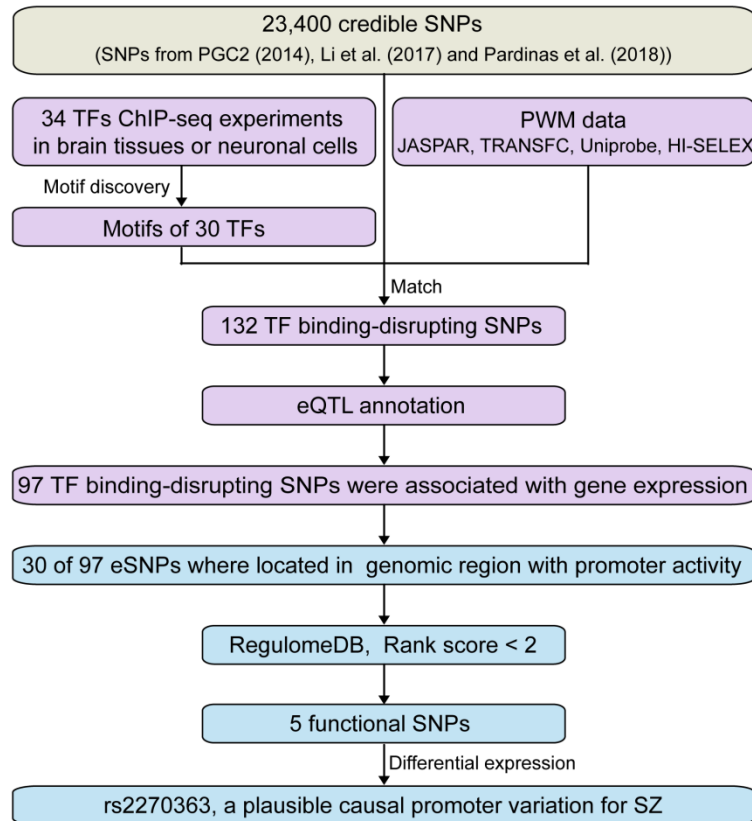 23,400 credible SNPs
(SNPs from PGC2 (2014), Li et al. (2017) and Pardinas et al. (2018))
34 TFs ChIP-seq experiments
in brain tissues or neuronal cells
PWM data
JASPAR, TRANSFC, Uniprobe, HI-SELEX
Motif discovery
Motifs of 30 TFs
Match
132 TF binding-disrupting SNPs
eQTL annotation
97 TF binding-disrupting SNPs were associated with gene expression
30 of 97 eSNPs where located in genomic region with promoter activity
RegulomeDB, Rank score < 2
5 functional SNPs
Differential expression
rs2270363, a plausible causal promoter variation for SZ